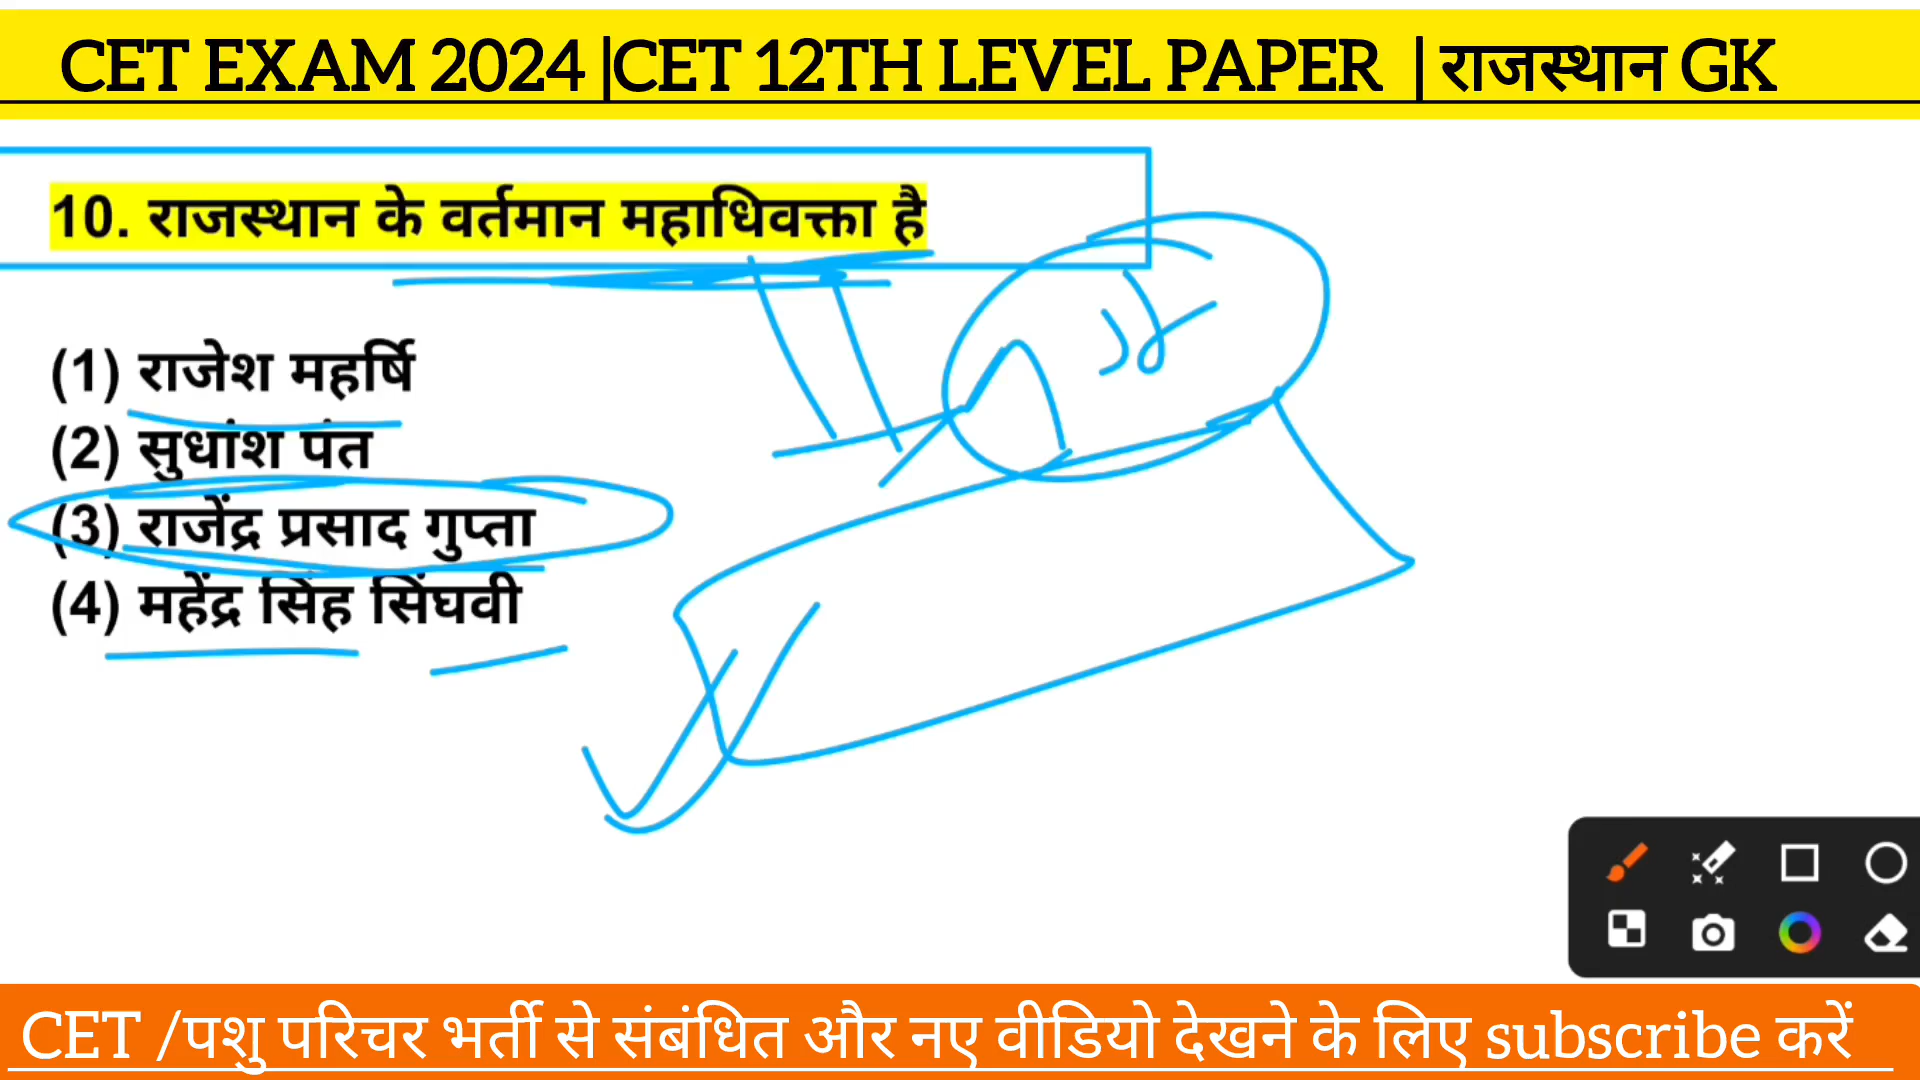 CET EXAM 2024 |CET 12TH LEVEL PAPER | राजस्थान GK
10. राजस्थान के वर्तमान महाधिवक्ता है
(1) राजेश महर्षि
(2) सुधांश पंत
(3) राजेंद्र प्रसाद गुप्ता
(4) महेंद्र सिंह सिंघवी
CET /पशु परिचर भर्ती से संबंधित और नए वीडियो देखने के लिए subscribe करें